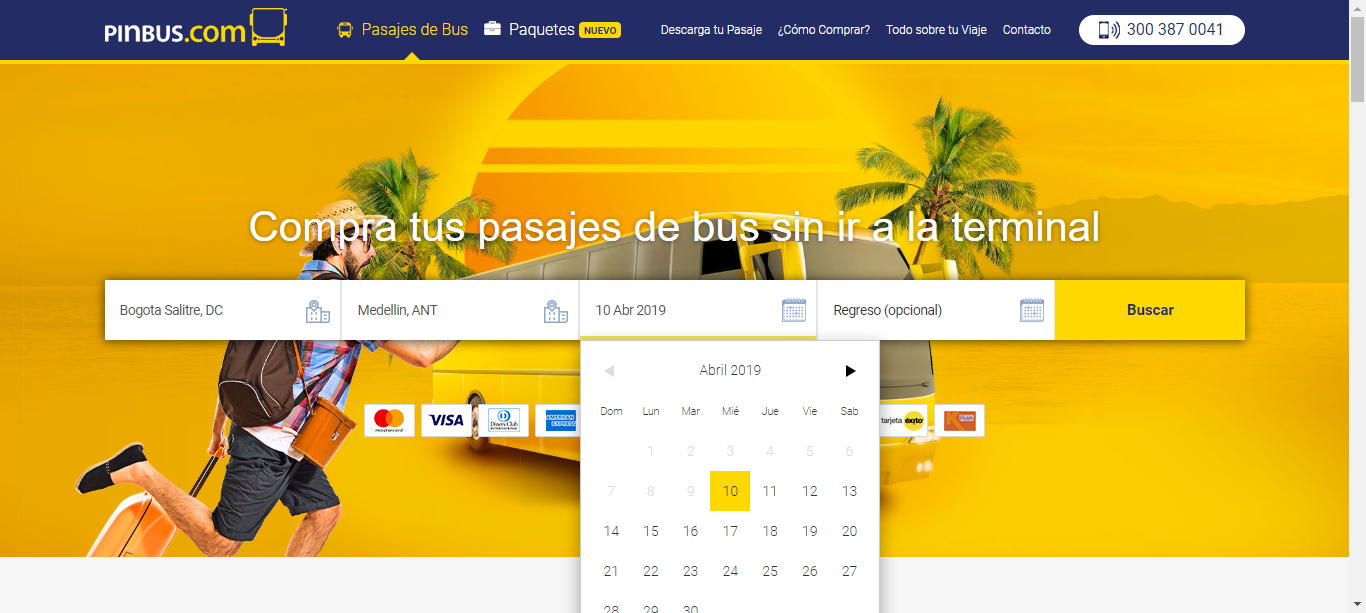 PINBUS.com
Pasajes de Bus
Paquetes NUEVO
Descarga tu Pasaje
¿Cómo Comprar?
Todo sobre tu Viaje
Contacto
300 387 0041
Compra tus pasajes de bus sin ir a la terminal
Bogota Salitre, DC
Medellin, ANT
10 Abr 2019
Regreso (opcional)
Buscar
Abril 2019
Dom Lun Mar Mié Jue Vie Sab
1 2 3 4 5 6
7 8 9 10 11 12 13
14 15 16 17 18 19 20
21 22 23 24 25 26 27
28 29 30
mastercard
VISA
Diners Club
INTERNATIONAL
AMERICAN
EXPRESS
tarjeta éxito